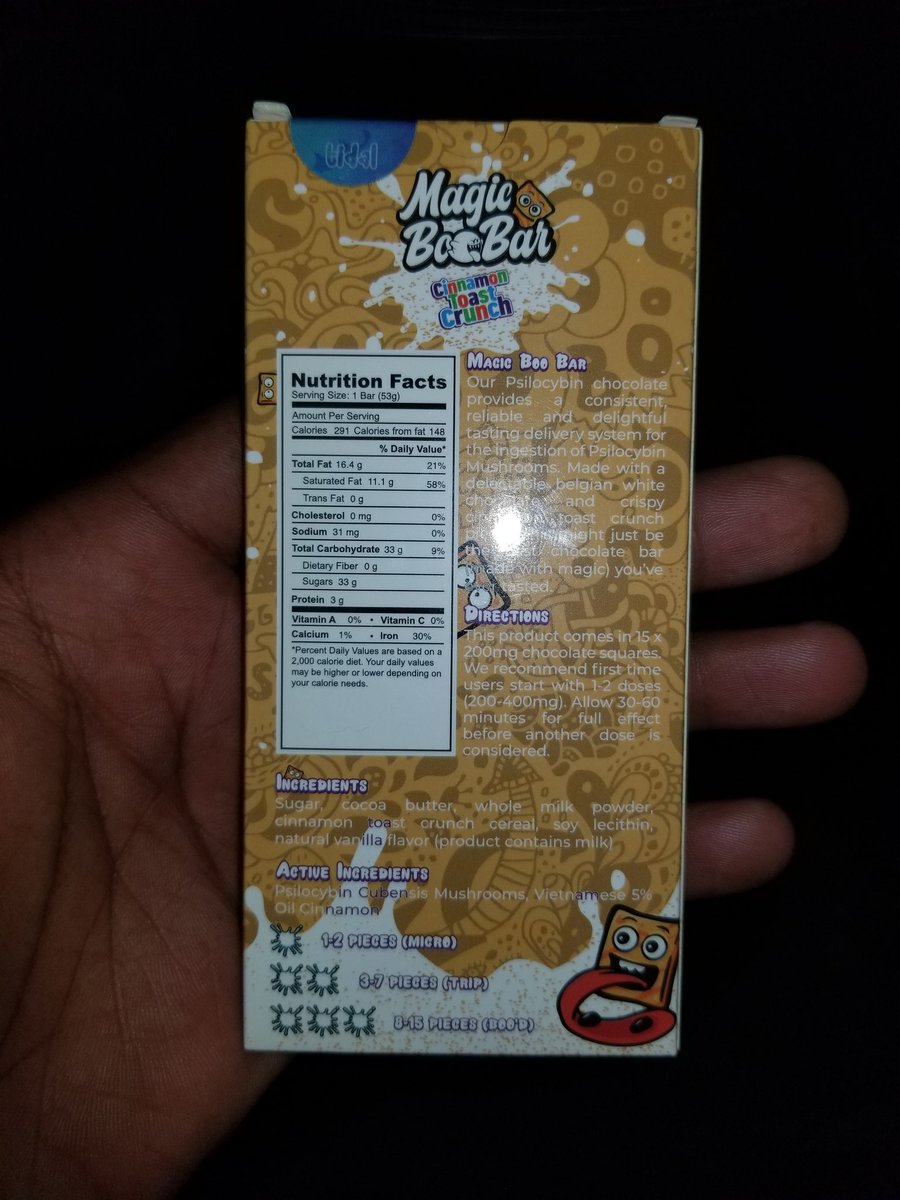 tidal
Magic
Boo Bar
Cinnamon
Toast
Crunch
Nutrition Facts
Serving Size: 1 Bar (53g)
Amount Per Serving
Calories 291 Calories from fat 148
% Daily Value*
Total Fat 16.4 g 21%
Saturated Fat 11.1 g 58%
Trans Fat 0 g
Cholesterol 0 mg 0%
Sodium 31 mg 0%
Total Carbohydrate 33 g 9%
Dietary Fiber 0 g
Sugars 33 g
Protein 3 g
Vitamin A 0% • Vitamin C 0%
Calcium 1% • Iron 30%
*Percent Daily Values are based on a
2,000 calorie diet. Your daily values
may be higher or lower depending on
your calorie needs.
Magic Boo Bar
Our Psilocybin chocolate
provides a consistent,
reliable and delightful
tasting delivery system for
the ingestion of Psilocybin
Mushrooms. Made with a
delectable belgian white
chocolate and crispy
toast crunch
might just be
the chocolate bar
(made with magic) you've
tasted.
Directions
This product comes in 15 x
200mg chocolate squares.
We recommend first time
users start with 1-2 doses
(200-400mg). Allow 30-60
minutes for full effect
before another dose is
considered.
Ingredients
Sugar, cocoa butter, whole milk powder,
cinnamon toast crunch cereal, soy lecithin,
natural vanilla flavor (product contains milk)
Active Ingredients
Psilocybin Cubensis Mushrooms, Vietnamese 5%
Oil Cinnamon
1-2 PIECES (MICRO)
3-7 PIECES (TRIP)
8-15 PIECES (BOO'D)